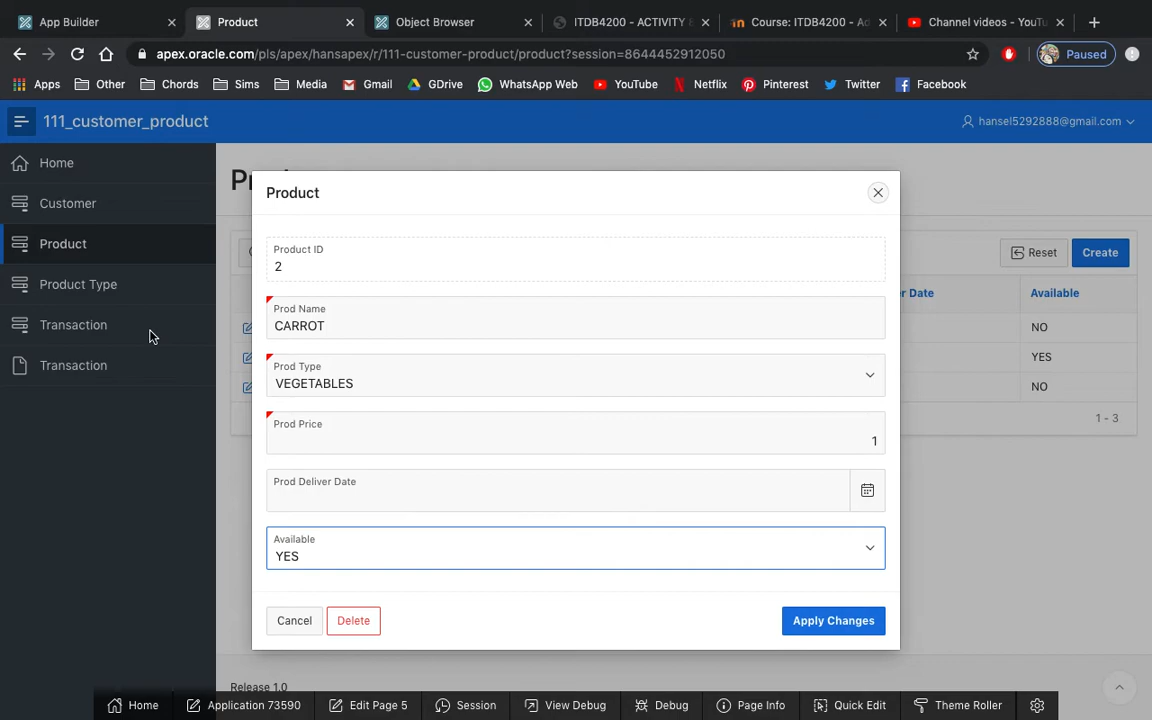 App Builder
Product
Object Browser
ITDB4200 - ACTIVITY &
Course: ITDB4200 - Ad
Channel videos - YouTu
apex.oracle.com/pls/apex/hansapex/r/111-customer-product/product?session=8644452912050
Paused
Apps
Other
Chords
Sims
Media
Gmail
GDrive
WhatsApp Web
YouTube
Netflix
Pinterest
Twitter
Facebook
111_customer_product
hansel5292888@gmail.com
Home
Customer
Product
Product Type
Transaction
Transaction
Product
Product ID
2
Prod Name
CARROT
Prod Type
VEGETABLES
Prod Price
1
Prod Deliver Date
Available
YES
Cancel
Delete
Apply Changes
Reset
Create
Date
Available
NO
YES
NO
1 - 3
Release 1.0
Home
Application 73590
Edit Page 5
Session
View Debug
Debug
Page Info
Quick Edit
Theme Roller